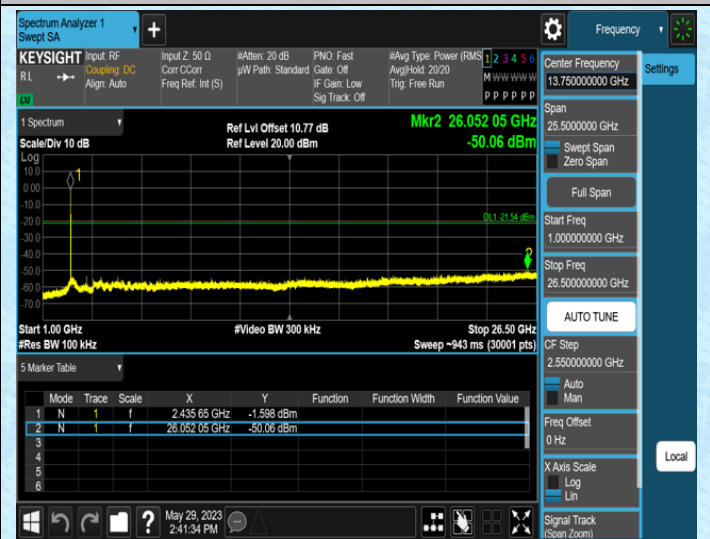 Spectrum Analyzer 1
Swept SA
+
Frequency
KEYSIGHT
RL
LXI
Input: RF
Coupling: DC
Align: Auto
Input Z: 50 Ω
Corr CCorr
Freq Ref: Int (S)
#Atten: 20 dB
µW Path: Standard
PNO: Fast
Gate: Off
IF Gain: Low
Sig Track: Off
#Avg Type: Power (RMS
Avg|Hold: 20/20
Trig: Free Run
1 2 3 4 5 6
M W W W W W
P P P P P P
1 Spectrum
Scale/Div 10 dB
Ref Lvl Offset 10.77 dB
Ref Level 20.00 dBm
Mkr2 26.052 05 GHz
-50.06 dBm
Log
10.0
0.00
-10.0
-20.0
-30.0
-40.0
-50.0
-60.0
-70.0
1
DL1 -21.54 dBm
2
Start 1.00 GHz
#Res BW 100 kHz
#Video BW 300 kHz
Stop 26.50 GHz
Sweep ~943 ms (30001 pts)
5 Marker Table
Mode Trace Scale X Y Function Function Width Function Value
1 N 1 f 2.435 65 GHz -1.598 dBm
2 N 1 f 26.052 05 GHz -50.06 dBm
3
4
5
6
?
May 29, 2023
2:41:34 PM
Center Frequency
13.750000000 GHz
Settings
Span
25.5000000 GHz
Swept Span
Zero Span
Full Span
Start Freq
1.000000000 GHz
Stop Freq
26.500000000 GHz
AUTO TUNE
CF Step
2.550000000 GHz
Auto
Man
Freq Offset
0 Hz
X Axis Scale
Log
Lin
Local
Signal Track
(Span Zoom)